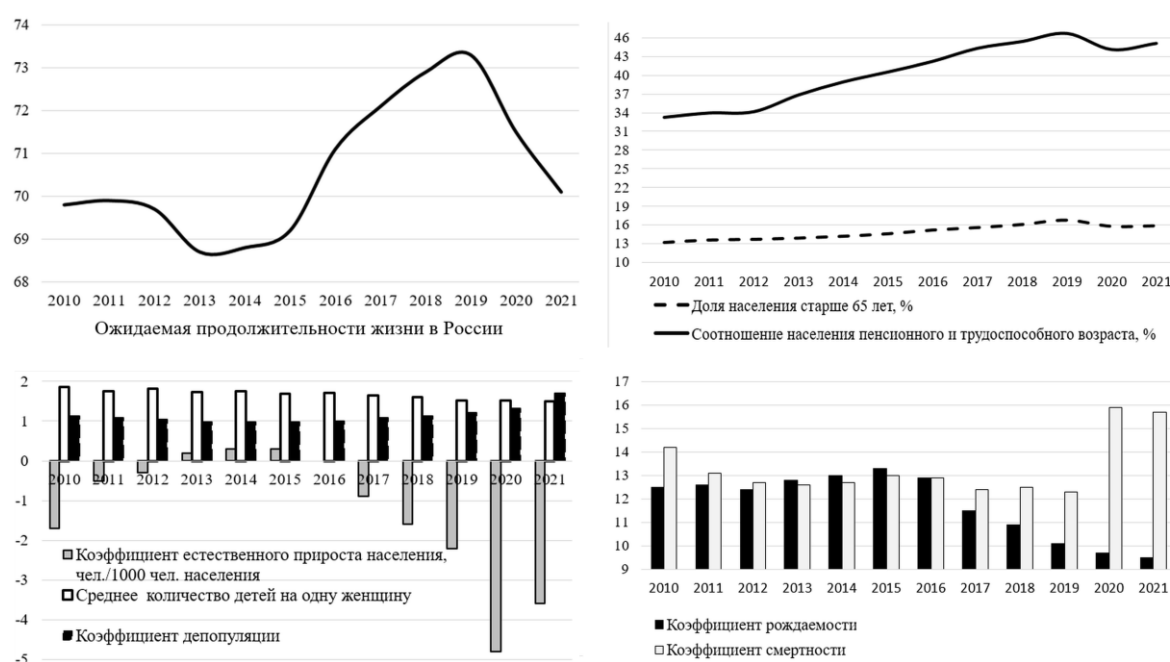 74
73
72
71
70
69
68
2010 2011 2012 2013 2014 2015 2016 2017 2018 2019 2020 2021
Ожидаемая продолжительности жизни в России
46
43
40
37
34
31
28
25
22
19
16
13
10
2010 2011 2012 2013 2014 2015 2016 2017 2018 2019 2020 2021
Доля населения старше 65 лет, %
Соотношение населения пенсионного и трудоспособного возраста, %
2
1
0
-1
-2
-3
-4
-5
2010 2011 2012 2013 2014 2015 2016 2017 2018 2019 2020 2021
Коэффициент естественного прироста населения,
чел./1000 чел. населения
Среднее количество детей на одну женщину
Коэффициент депопуляции
17
16
15
14
13
12
11
10
9
2010 2011 2012 2013 2014 2015 2016 2017 2018 2019 2020 2021
Коэффициент рождаемости
Коэффициент смертности